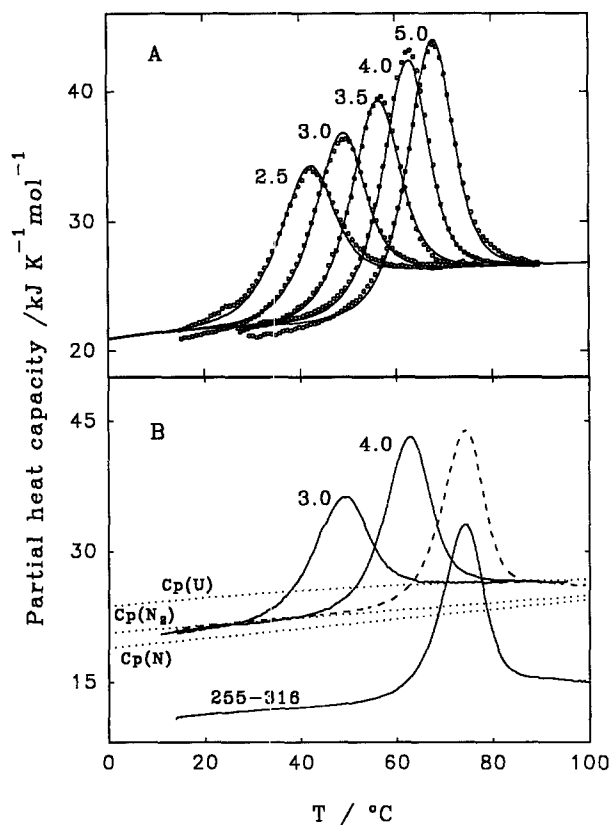 A
5.0
4.0
3.5
3.0
2.5
40
30
20
B
4.0
3.0
Cp(U)
Cp(N₂)
Cp(N)
255-316
45
30
15
0 20 40 60 80 100
T / °C
Partial heat capacity /kJ K⁻¹mol⁻¹